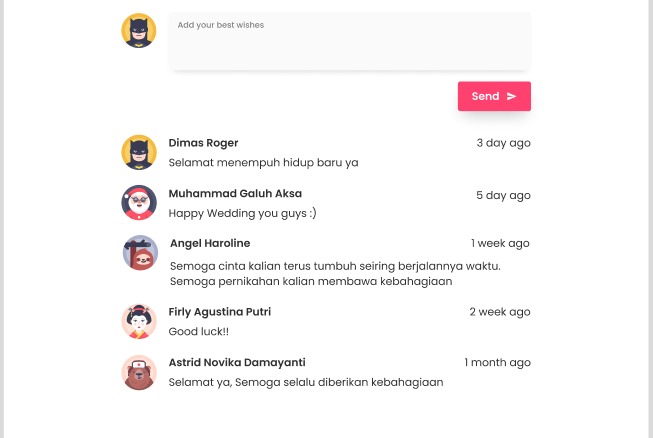 Add your best wishes
Send
Dimas Roger 3 day ago
Selamat menempuh hidup baru ya
Muhammad Galuh Aksa 5 day ago
Happy Wedding you guys :)
Angel Haroline 1 week ago
Semoga cinta kalian terus tumbuh seiring berjalannya waktu.
Semoga pernikahan kalian membawa kebahagiaan
Firly Agustina Putri 2 week ago
Good luck!!
Astrid Novika Damayanti 1 month ago
Selamat ya, Semoga selalu diberikan kebahagiaan